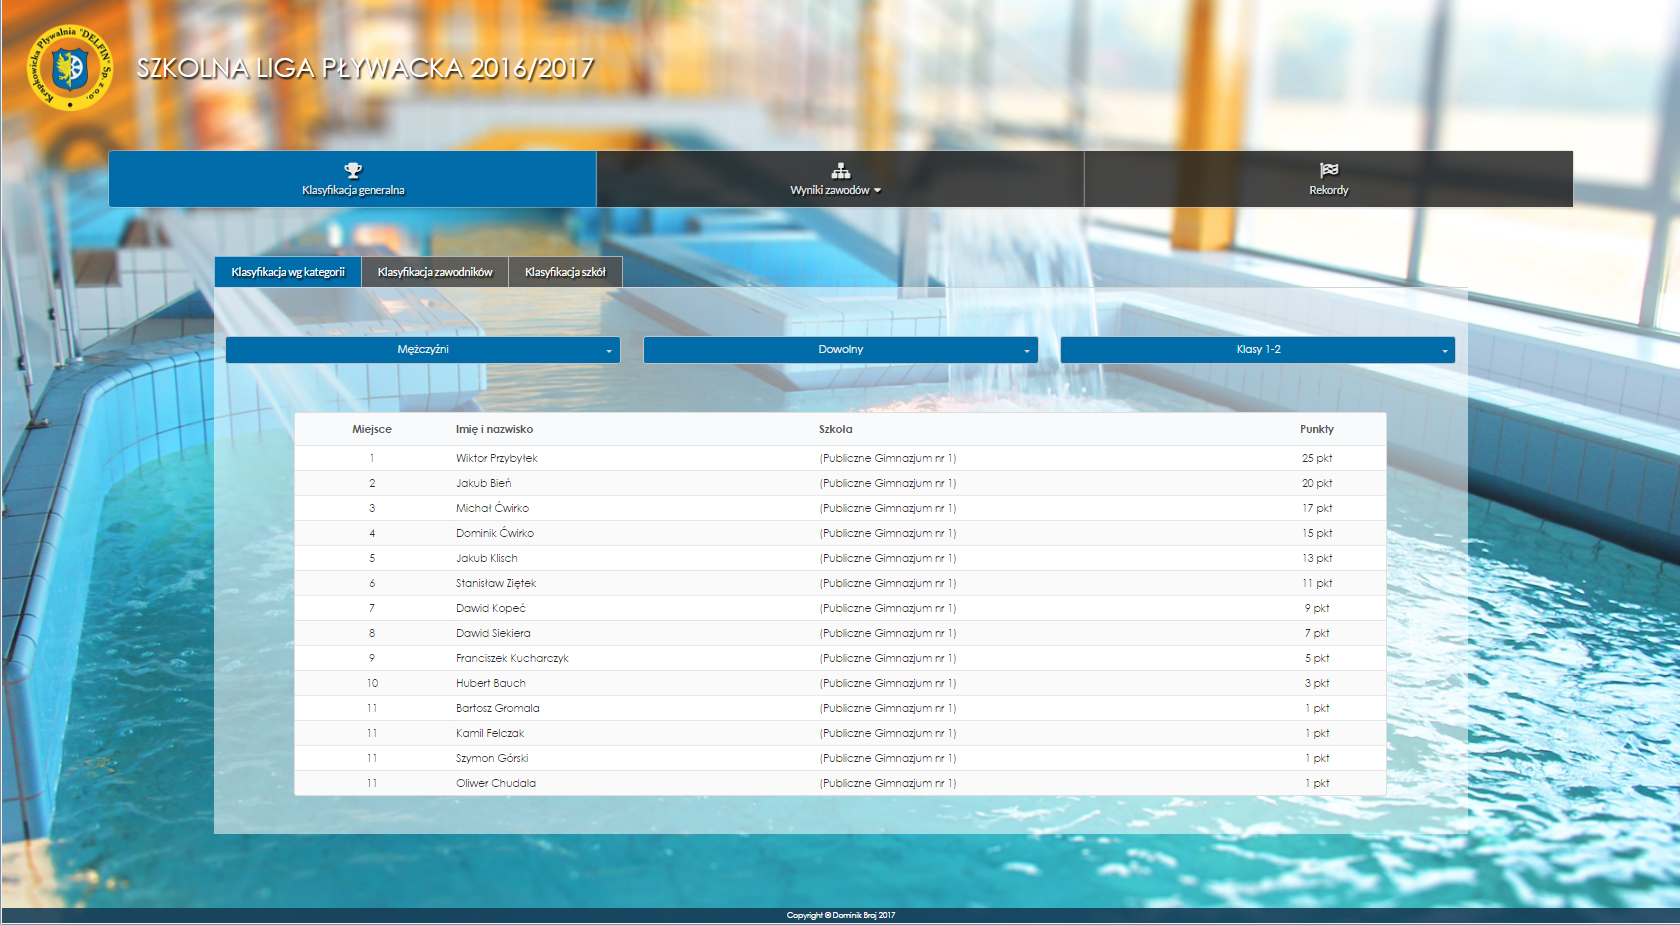 Krapkowicka Pływalnia "DELFIN" Sp. z o.o.
SZKOLNA LIGA PŁYWACKA 2016/2017
Klasyfikacja generalna
Wyniki zawodów
Rekordy
Klasyfikacja wg kategorii
Klasyfikacja zawodników
Klasyfikacja szkół
Mężczyźni
Dowolny
Klasy 1-2
Miejsce Imię i nazwisko Szkoła Punkty
1 Wiktor Przybyłek (Publiczne Gimnazjum nr 1) 25 pkt
2 Jakub Bień (Publiczne Gimnazjum nr 1) 20 pkt
3 Michał Ćwirko (Publiczne Gimnazjum nr 1) 17 pkt
4 Dominik Ćwirko (Publiczne Gimnazjum nr 1) 15 pkt
5 Jakub Klisch (Publiczne Gimnazjum nr 1) 13 pkt
6 Stanisław Ziętek (Publiczne Gimnazjum nr 1) 11 pkt
7 Dawid Kopeć (Publiczne Gimnazjum nr 1) 9 pkt
8 Dawid Siekiera (Publiczne Gimnazjum nr 1) 7 pkt
9 Franciszek Kucharczyk (Publiczne Gimnazjum nr 1) 5 pkt
10 Hubert Bauch (Publiczne Gimnazjum nr 1) 3 pkt
11 Bartosz Gromala (Publiczne Gimnazjum nr 1) 1 pkt
11 Kamil Felczak (Publiczne Gimnazjum nr 1) 1 pkt
11 Szymon Górski (Publiczne Gimnazjum nr 1) 1 pkt
11 Oliwer Chudala (Publiczne Gimnazjum nr 1) 1 pkt
Copyright © Dominik Broj 2017